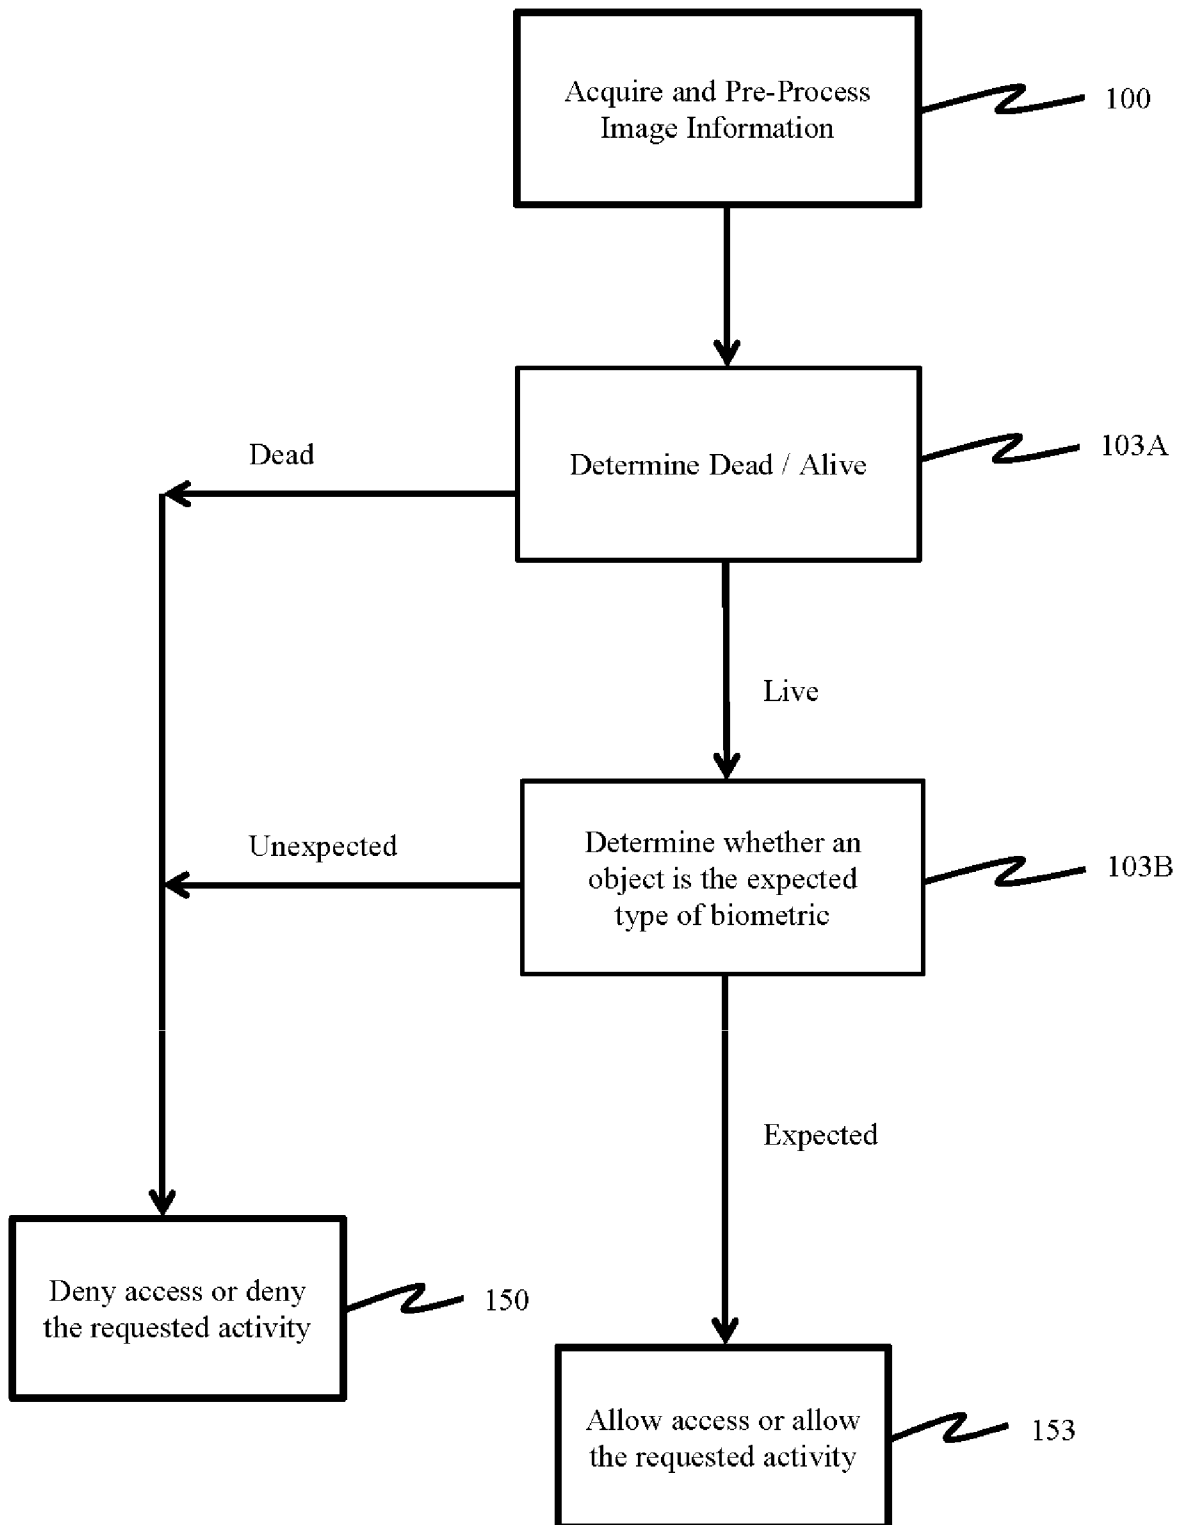 Acquire and Pre-Process
Image Information
100
Determine Dead / Alive
103A
Dead
Live
Determine whether an
object is the expected
type of biometric
103B
Unexpected
Expected
Deny access or deny
the requested activity
150
Allow access or allow
the requested activity
153